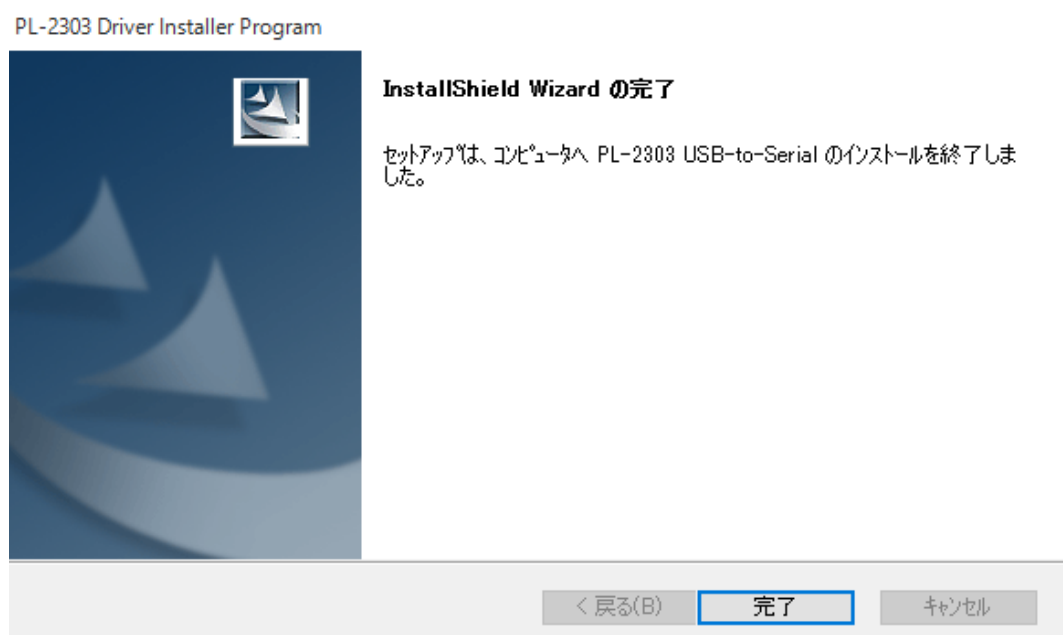 PL-2303 Driver Installer Program
InstallShield Wizard の完了
ｾｯﾄｱｯﾌﾟは、ｺﾝﾋﾟｭｰﾀへ PL-2303 USB-to-Serial のｲﾝｽﾄｰﾙを終了しま
した。
< 戻る(B)
完了
ｷｬﾝｾﾙ